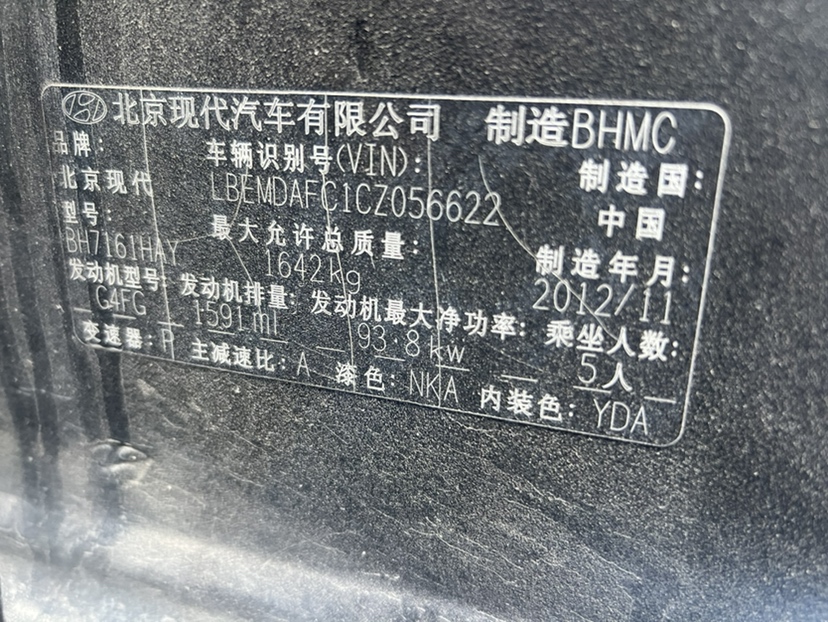 北京现代汽车有限公司 制造BHMC
品牌: 车辆识别号(VIN): 制造国:
北京现代 LBEMDAFC1CZ056622 中国
型号: 最大允许总质量: 制造年月:
BH7161HAY 1642kg 2012/11
发动机型号: 发动机排量: 发动机最大净功率: 乘坐人数:
G4FG 1591ml 93.8kw 5人
变速器: 主减速比: A 漆色: NKA 内装色: YDA